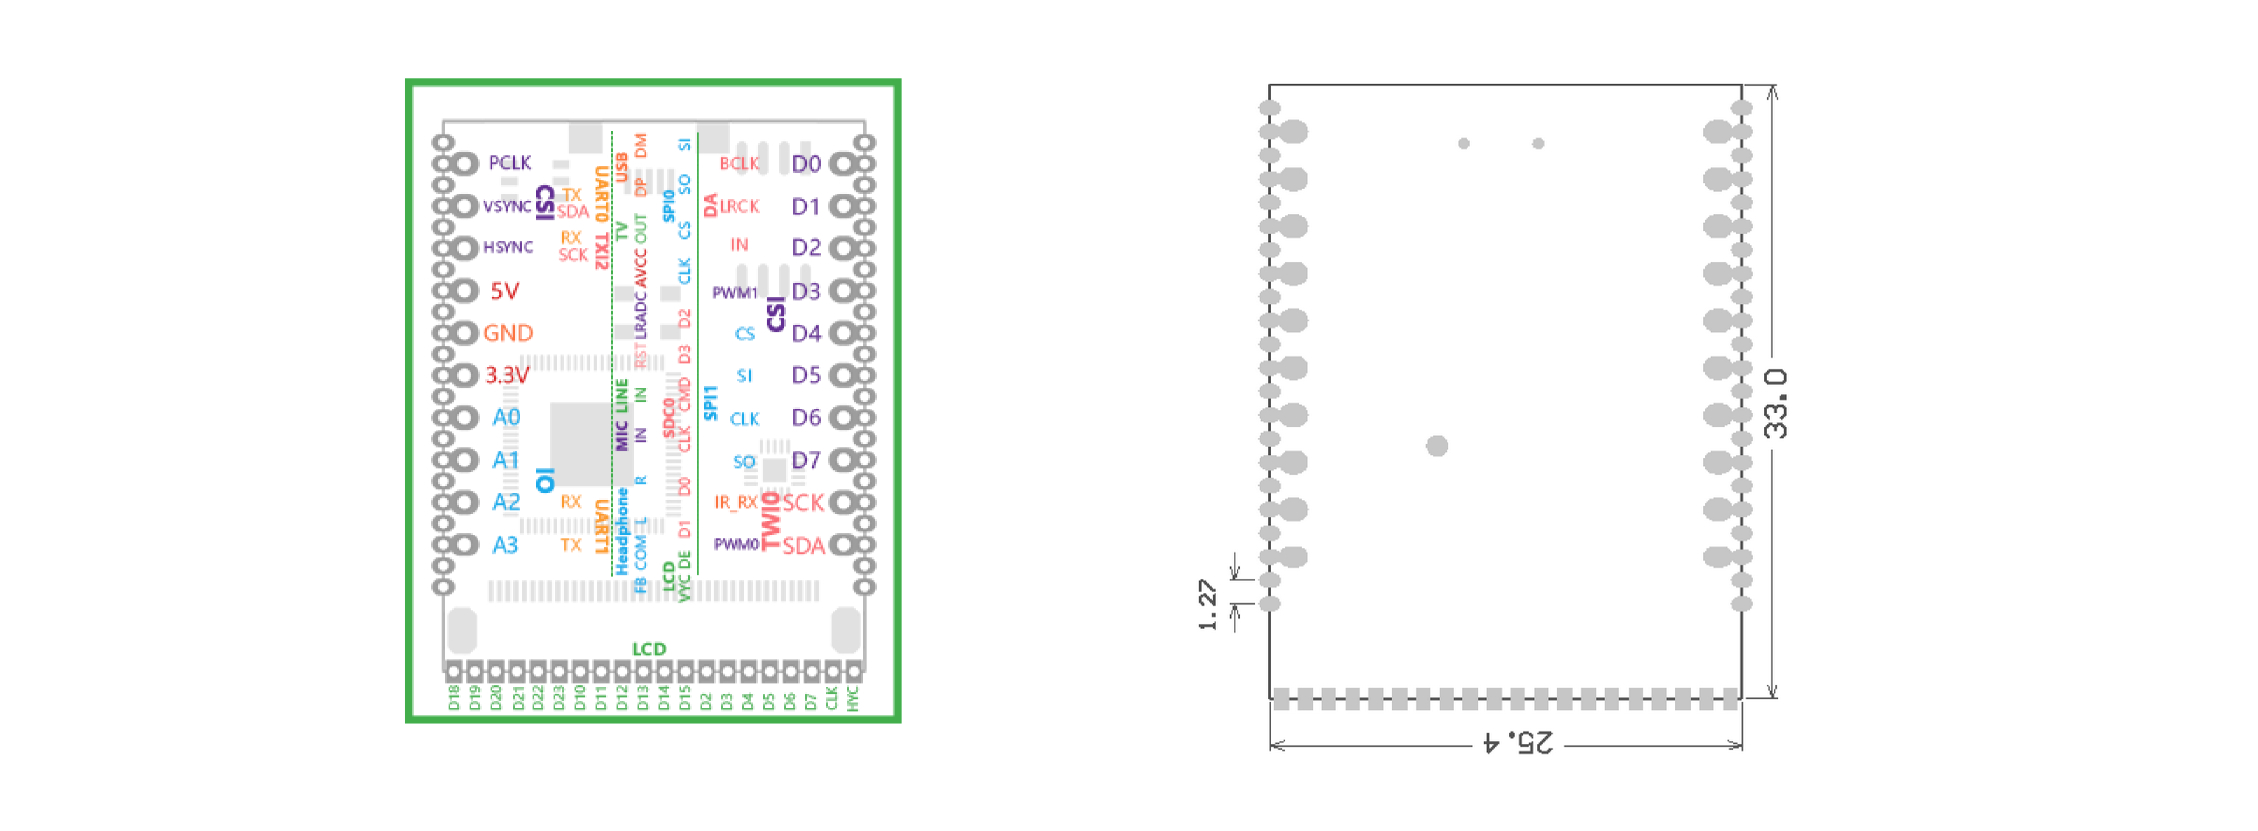 PCLK
VSYNC
HSYNC
5V
GND
3.3V
A0
A1
A2
A3
CSI
IO
TX
SDA
RX
SCK
RX
TX
UART0
TXI2
UART1
USB
DM
DP
TV
OUT
AVCC
LRADC
RST
LINE
IN
MIC
IN
Headphone
R
L
COM
FB
SI
SO
CS
CLK
SPI0
D2
D3
CMD
CLK
D0
D1
SDC0
LCD
DE
VYC
DA
SPI1
BCLK
LRCK
IN
PWM1
CS
SI
CLK
SO
IR_RX
PWM0
CSI
TWI0
D0
D1
D2
D3
D4
D5
D6
D7
SCK
SDA
LCD
D18 D19 D20 D21 D22 D23 D10 D11 D12 D13 D14 D15 D2 D3 D4 D5 D6 D7 CLK HYC
1.27
33.0
25.4